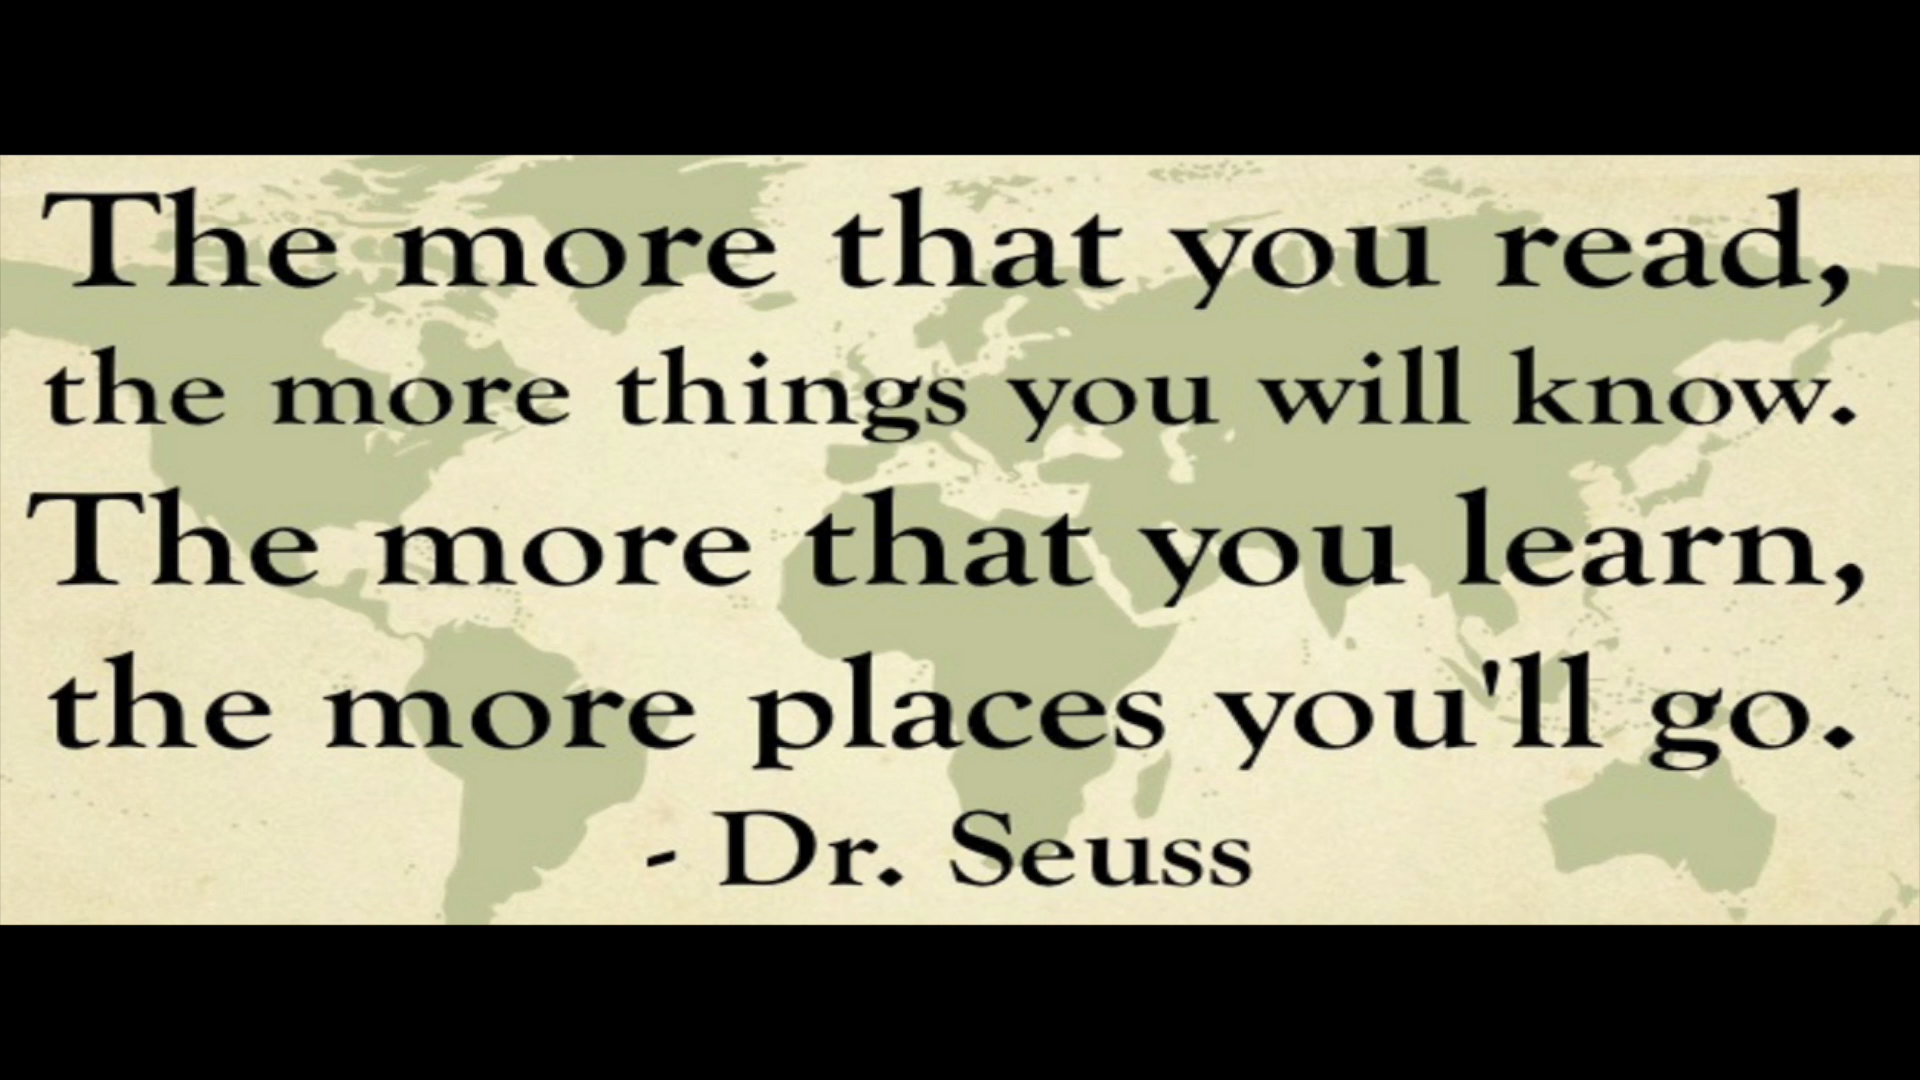 The more that you read,
the more things you will know.
The more that you learn,
the more places you'll go.
- Dr. Seuss